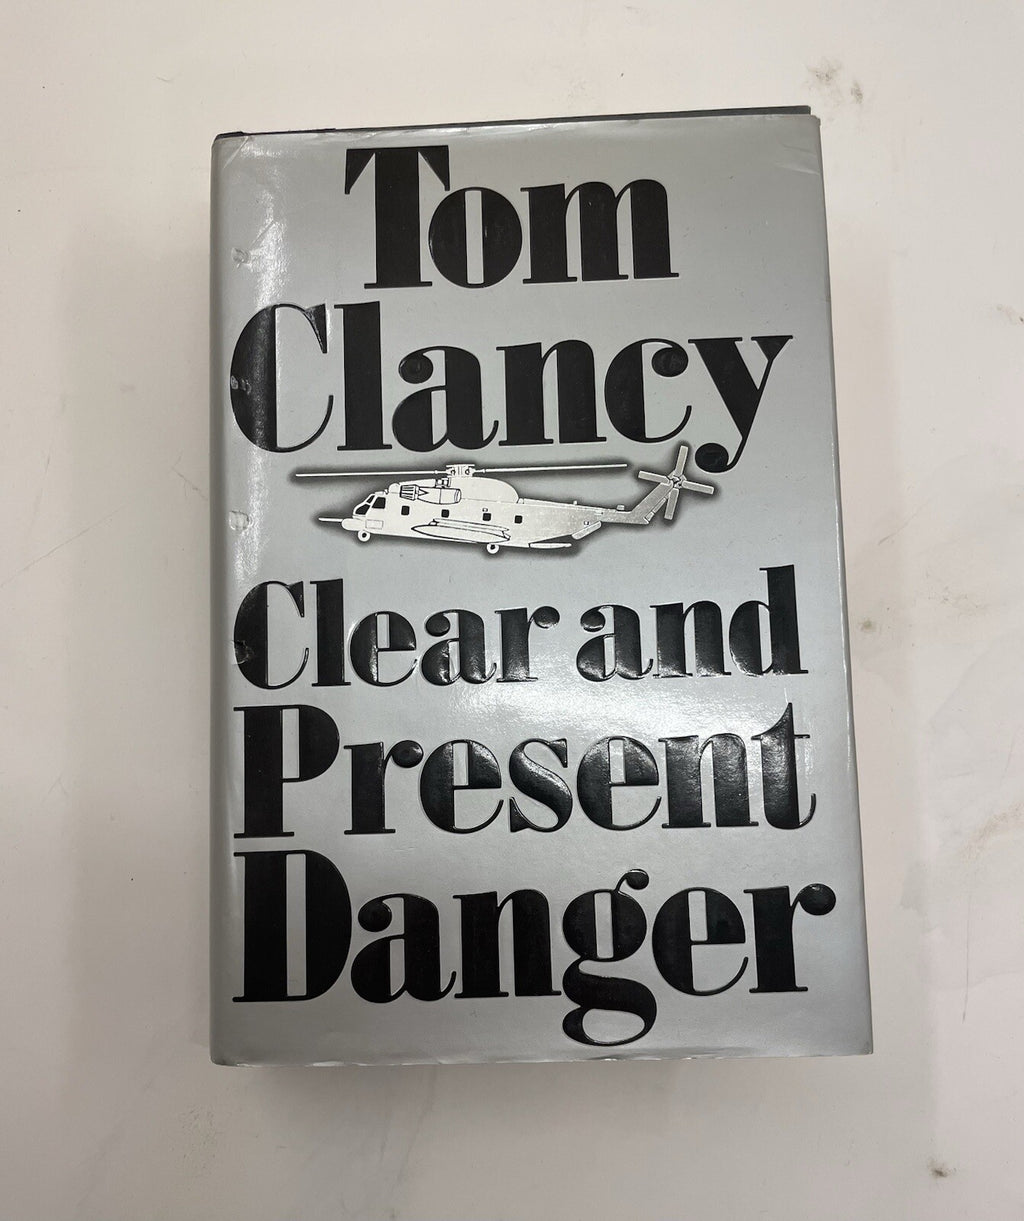 Tom
Clancy
Clear and
Present
Danger